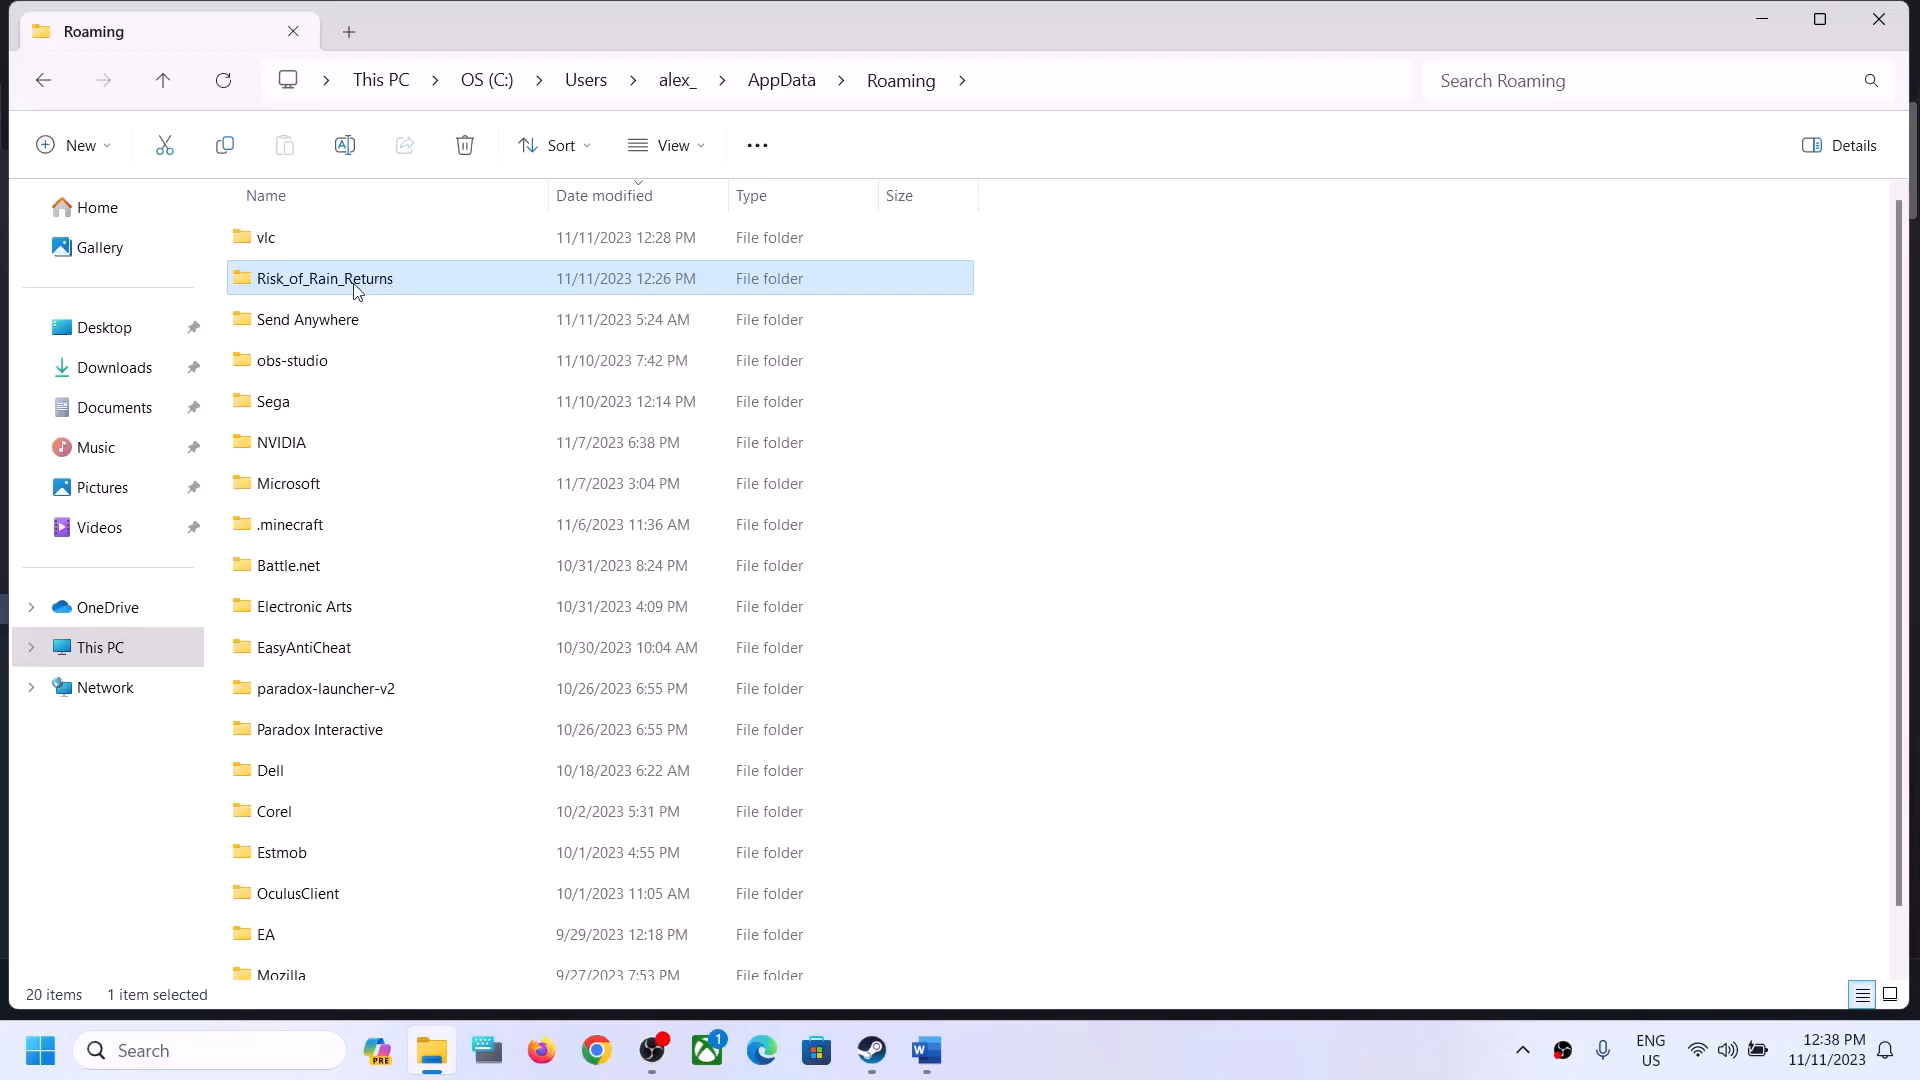 Roaming
This PC
OS (C:)
Users
alex_
AppData
Roaming
Search Roaming
New
Sort
View
Details
Name
Date modified
Type
Size
Home
Gallery
Desktop
Downloads
Documents
Music
Pictures
Videos
OneDrive
This PC
Network
vlc 11/11/2023 12:28 PM File folder
Risk_of_Rain_Returns 11/11/2023 12:26 PM File folder
Send Anywhere 11/11/2023 5:24 AM File folder
obs-studio 11/10/2023 7:42 PM File folder
Sega 11/10/2023 12:14 PM File folder
NVIDIA 11/7/2023 6:38 PM File folder
Microsoft 11/7/2023 3:04 PM File folder
.minecraft 11/6/2023 11:36 AM File folder
Battle.net 10/31/2023 8:24 PM File folder
Electronic Arts 10/31/2023 4:09 PM File folder
EasyAntiCheat 10/30/2023 10:04 AM File folder
paradox-launcher-v2 10/26/2023 6:55 PM File folder
Paradox Interactive 10/26/2023 6:55 PM File folder
Dell 10/18/2023 6:22 AM File folder
Corel 10/2/2023 5:31 PM File folder
Estmob 10/1/2023 4:55 PM File folder
OculusClient 10/1/2023 11:05 AM File folder
EA 9/29/2023 12:18 PM File folder
Mozilla 9/27/2023 7:53 PM File folder
20 items 1 item selected
Search
PRE
1
W
ENG
US
12:38 PM
11/11/2023